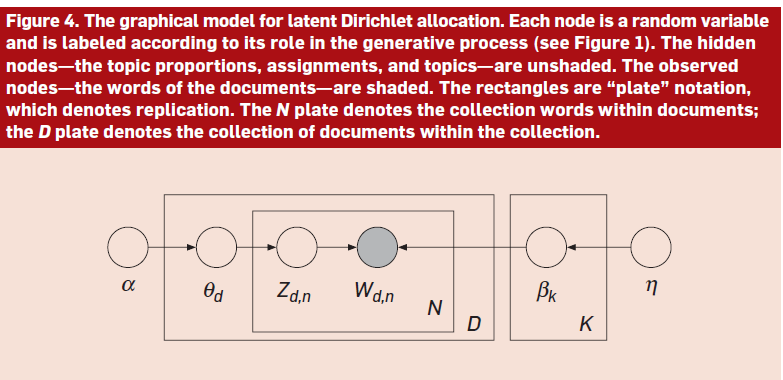 Figure 4. The graphical model for latent Dirichlet allocation. Each node is a random variable
and is labeled according to its role in the generative process (see Figure 1). The hidden
nodes—the topic proportions, assignments, and topics—are unshaded. The observed
nodes—the words of the documents—are shaded. The rectangles are “plate” notation,
which denotes replication. The N plate denotes the collection words within documents;
the D plate denotes the collection of documents within the collection.
α θd Zd,n Wd,n N D βk K η